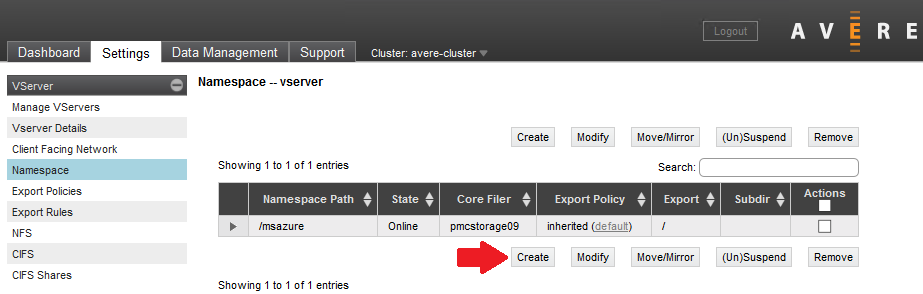 Logout
AVERE
Dashboard Settings Data Management Support Cluster: avere-cluster
VServer
Manage VServers
Vserver Details
Client Facing Network
Namespace
Export Policies
Export Rules
NFS
CIFS
CIFS Shares
Namespace -- vserver
Create Modify Move/Mirror (Un)Suspend Remove
Showing 1 to 1 of 1 entries Search:
Namespace Path State Core Filer Export Policy Export Subdir Actions
/msazure Online pmcstorage09 inherited (default) /
Create Modify Move/Mirror (Un)Suspend Remove
Showing 1 to 1 of 1 entries